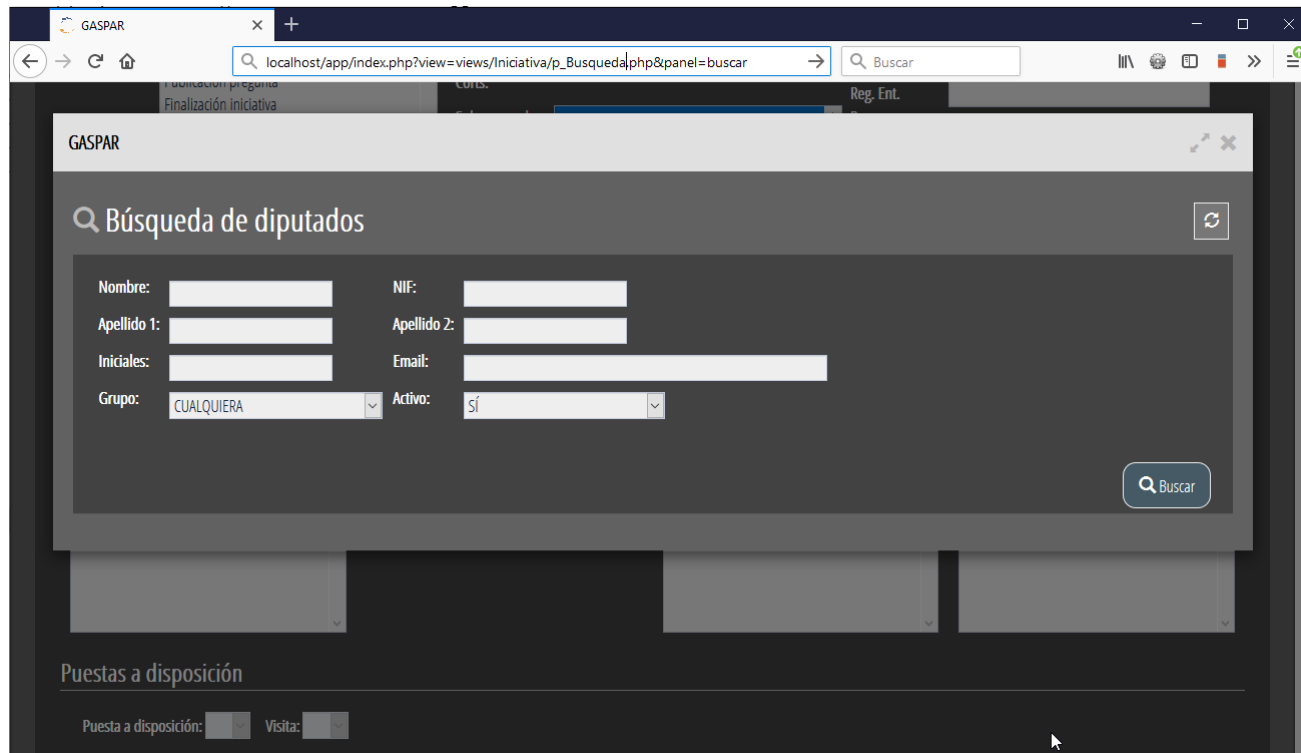 GASPAR
localhost/app/index.php?view=views/Iniciativa/p_Busqueda.php&panel=buscar
Buscar
Publicación pregunta
Finalización iniciativa
Corts.
Reg. Ent.
GASPAR
Búsqueda de diputados
Nombre:
NIF:
Apellido 1:
Apellido 2:
Iniciales:
Email:
Grupo: CUALQUIERA
Activo: SÍ
Buscar
Puestas a disposición
Puesta a disposición:
Visita: